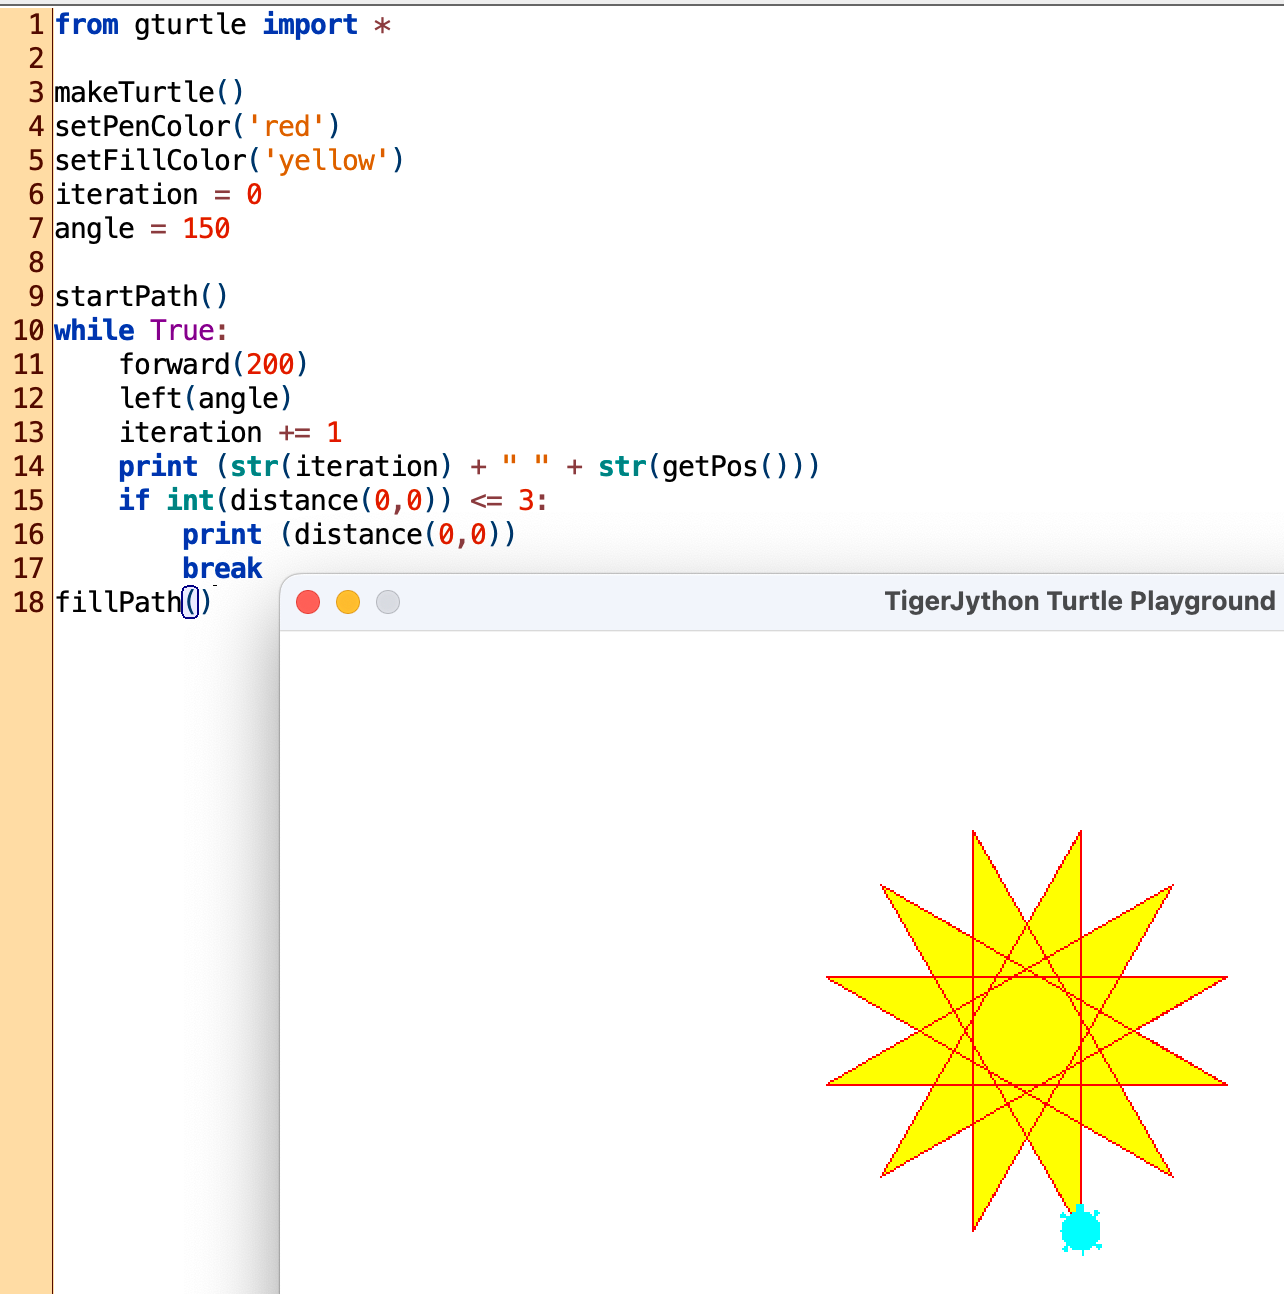 1 from gturtle import *
2
3 makeTurtle()
4 setPenColor('red')
5 setFillColor('yellow')
6 iteration = 0
7 angle = 150
8
9 startPath()
10 while True:
11     forward(200)
12     left(angle)
13     iteration += 1
14     print (str(iteration) + " " + str(getPos()))
15     if int(distance(0,0)) <= 3:
16         print (distance(0,0))
17         break
18 fillPath()
TigerJython Turtle Playground